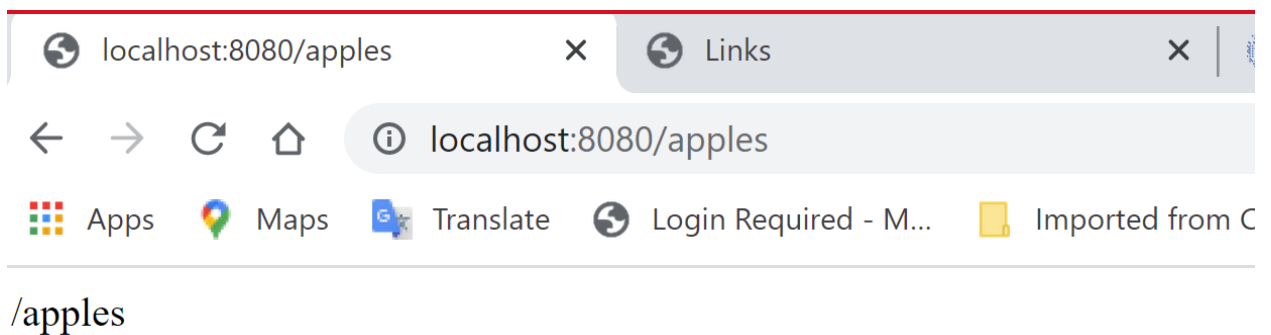 localhost:8080/apples Links
localhost:8080/apples
Apps Maps Translate Login Required - M... Imported from C
/apples